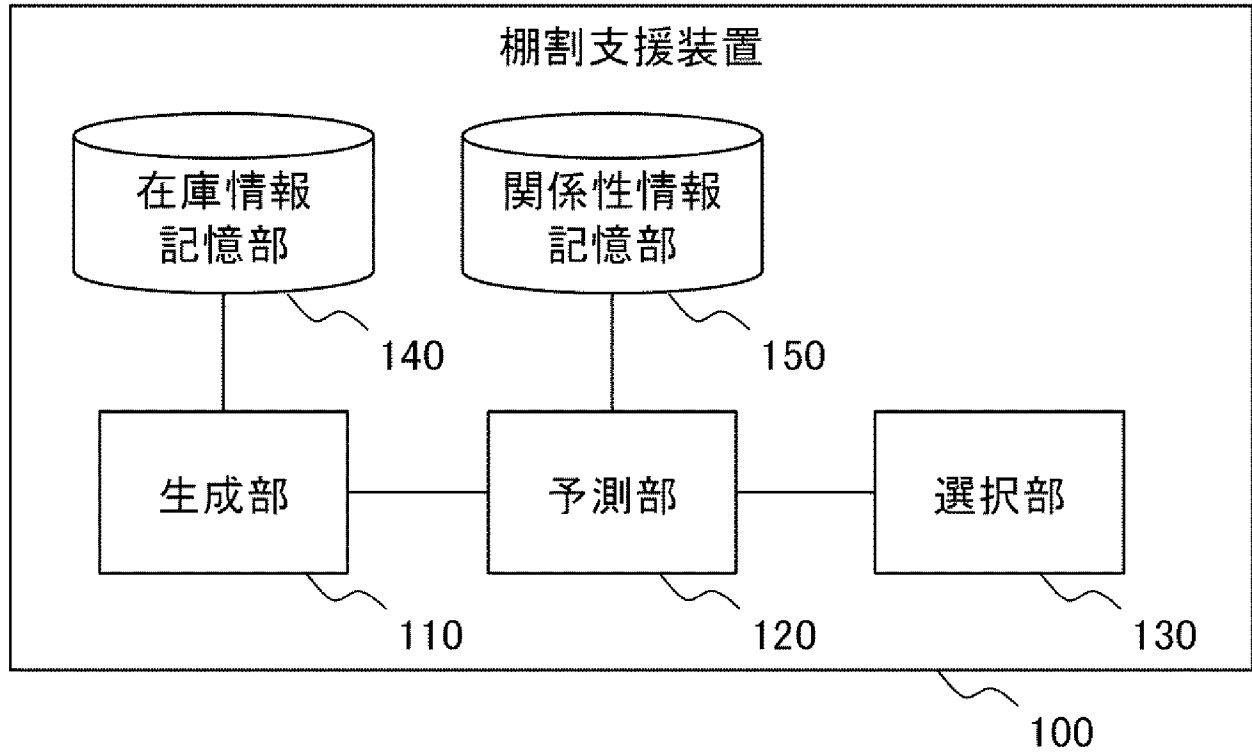 棚割支援装置
在庫情報
記憶部
関係性情報
記憶部
140
150
生成部
予測部
選択部
110
120
130
100